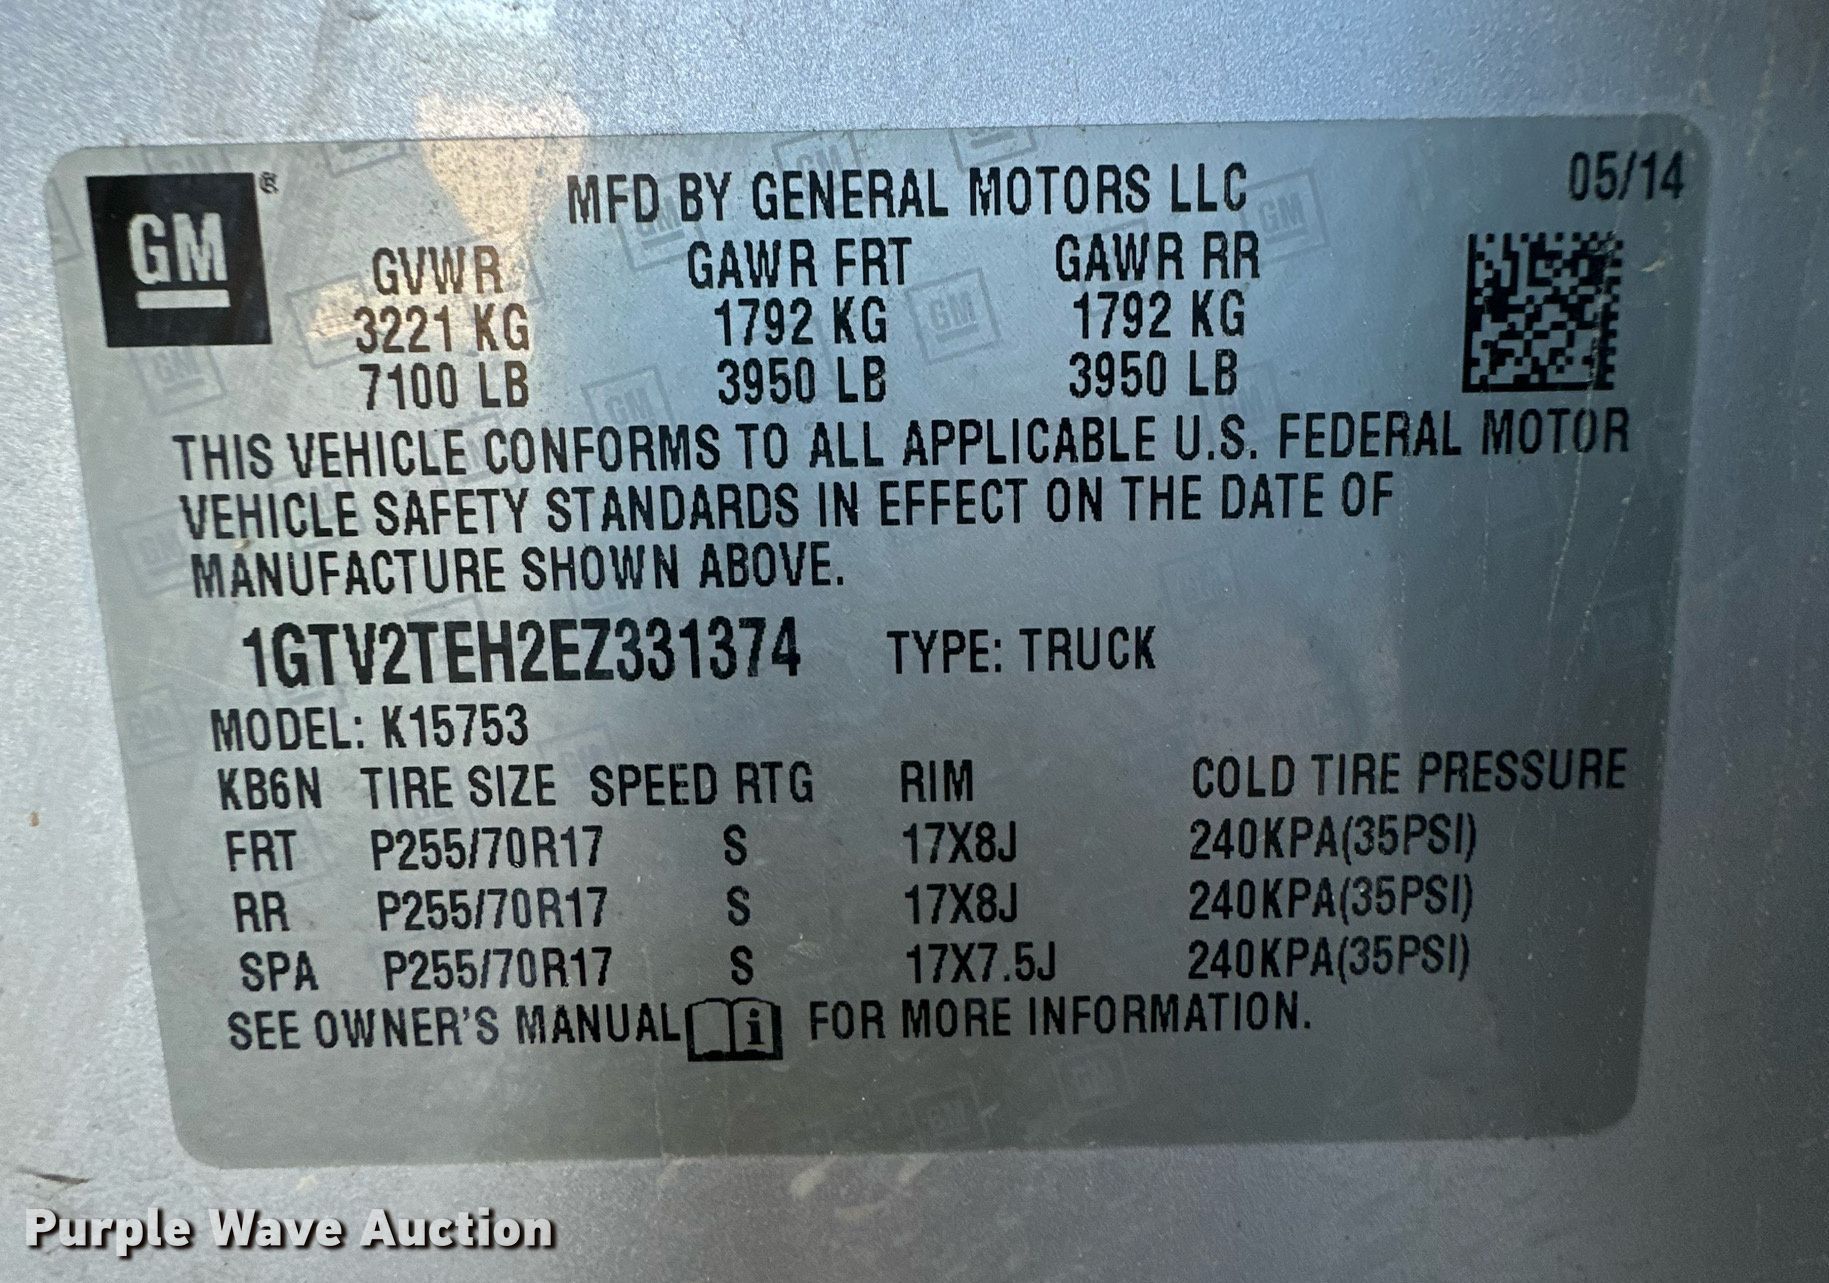 GM ®
MFD BY GENERAL MOTORS LLC 05/14
GVWR GAWR FRT GAWR RR
3221 KG 1792 KG 1792 KG
7100 LB 3950 LB 3950 LB
THIS VEHICLE CONFORMS TO ALL APPLICABLE U.S. FEDERAL MOTOR
VEHICLE SAFETY STANDARDS IN EFFECT ON THE DATE OF
MANUFACTURE SHOWN ABOVE.
1GTV2TEH2EZ331374 TYPE: TRUCK
MODEL: K15753
KB6N TIRE SIZE SPEED RTG RIM COLD TIRE PRESSURE
FRT P255/70R17 S 17X8J 240KPA(35PSI)
RR P255/70R17 S 17X8J 240KPA(35PSI)
SPA P255/70R17 S 17X7.5J 240KPA(35PSI)
SEE OWNER'S MANUAL i FOR MORE INFORMATION.
Purple Wave Auction